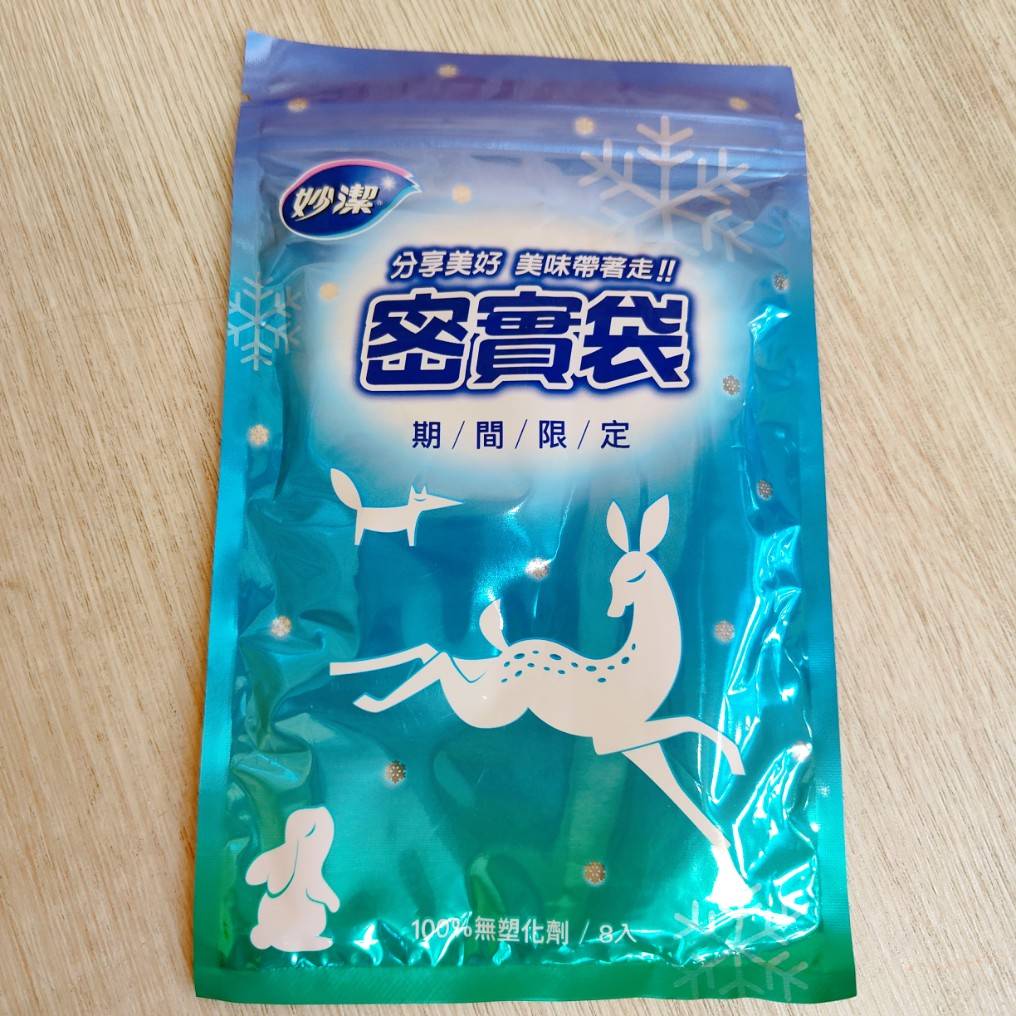 妙潔
分享美好 美味帶著走!!
密實袋
期/間/限/定
100%無塑化劑 / 8入